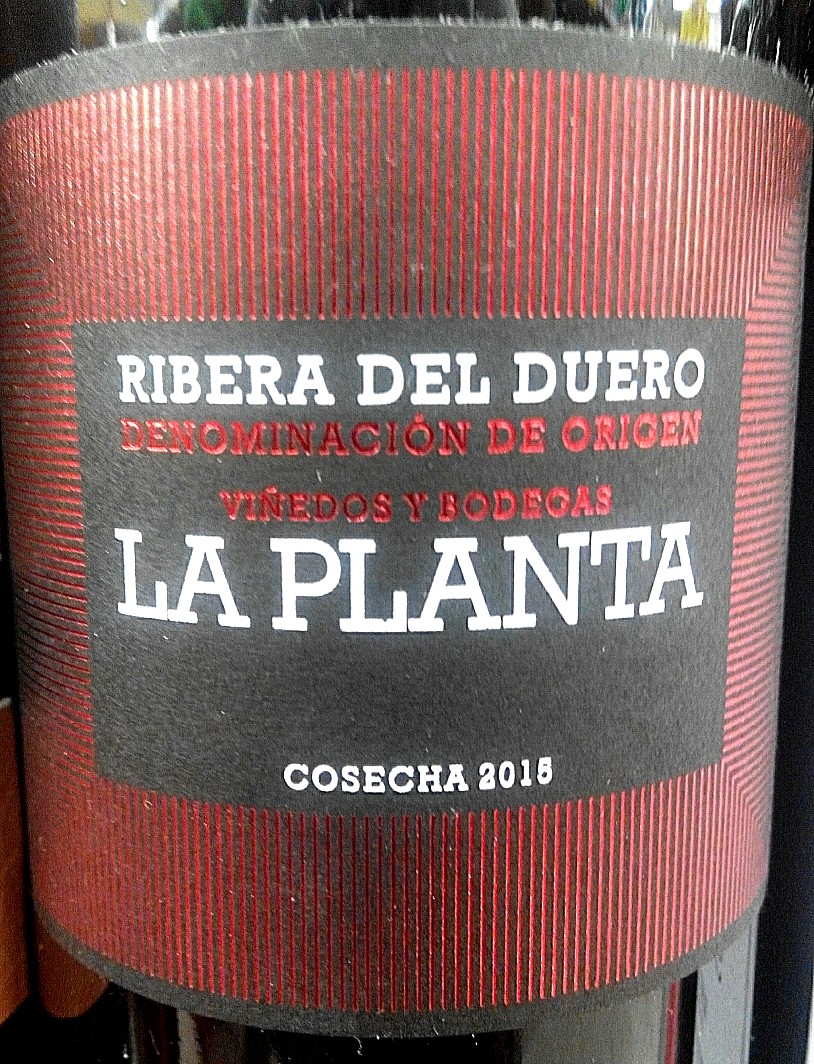 RIBERA DEL DUERO
DENOMINACIÓN DE ORIGEN
VIÑEDOS Y BODEGAS
LA PLANTA
COSECHA 2015